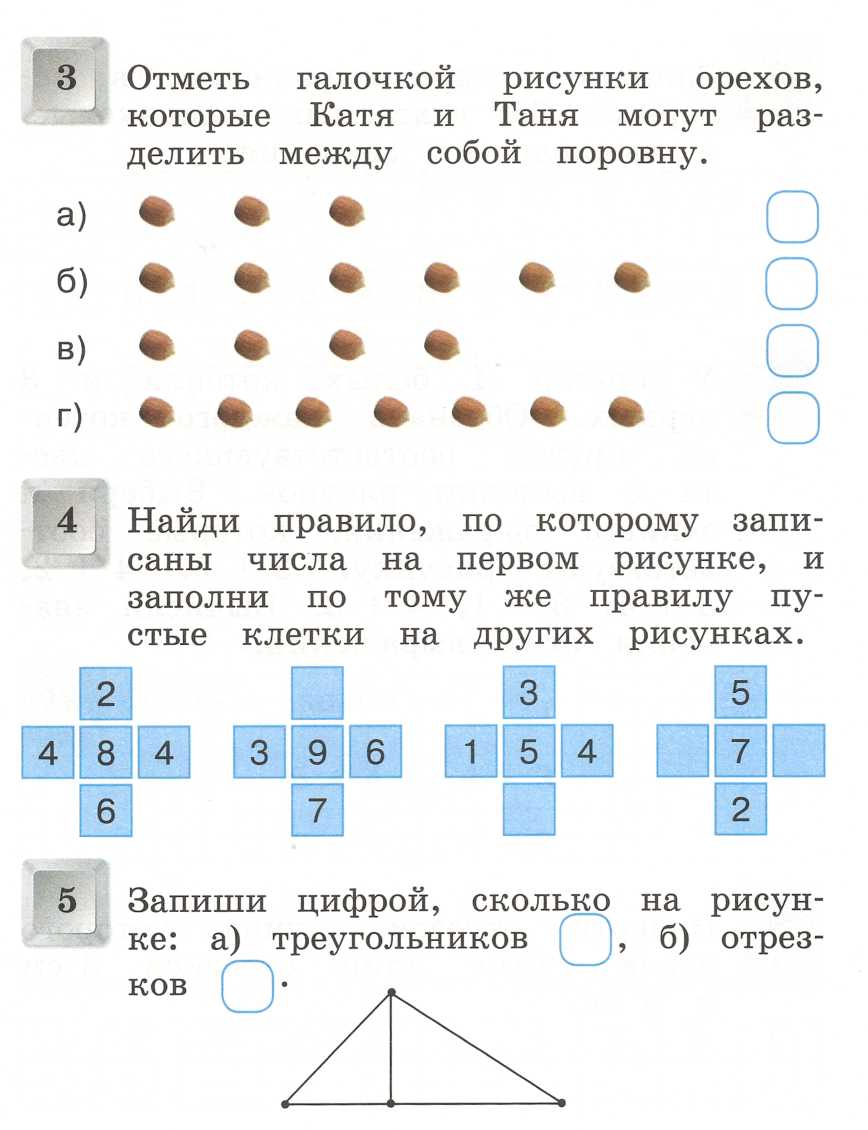 3
Отметь галочкой рисунки орехов,
которые Катя и Таня могут раз-
делить между собой поровну.
а)
б)
в)
г)
4
Найди правило, по которому запи-
саны числа на первом рисунке, и
заполни по тому же правилу пу-
стые клетки на других рисунках.
2 3 5
4 8 4 3 9 6 1 5 4 7
6 7 2
5
Запиши цифрой, сколько на рисун-
ке: а) треугольников , б) отрез-
ков .